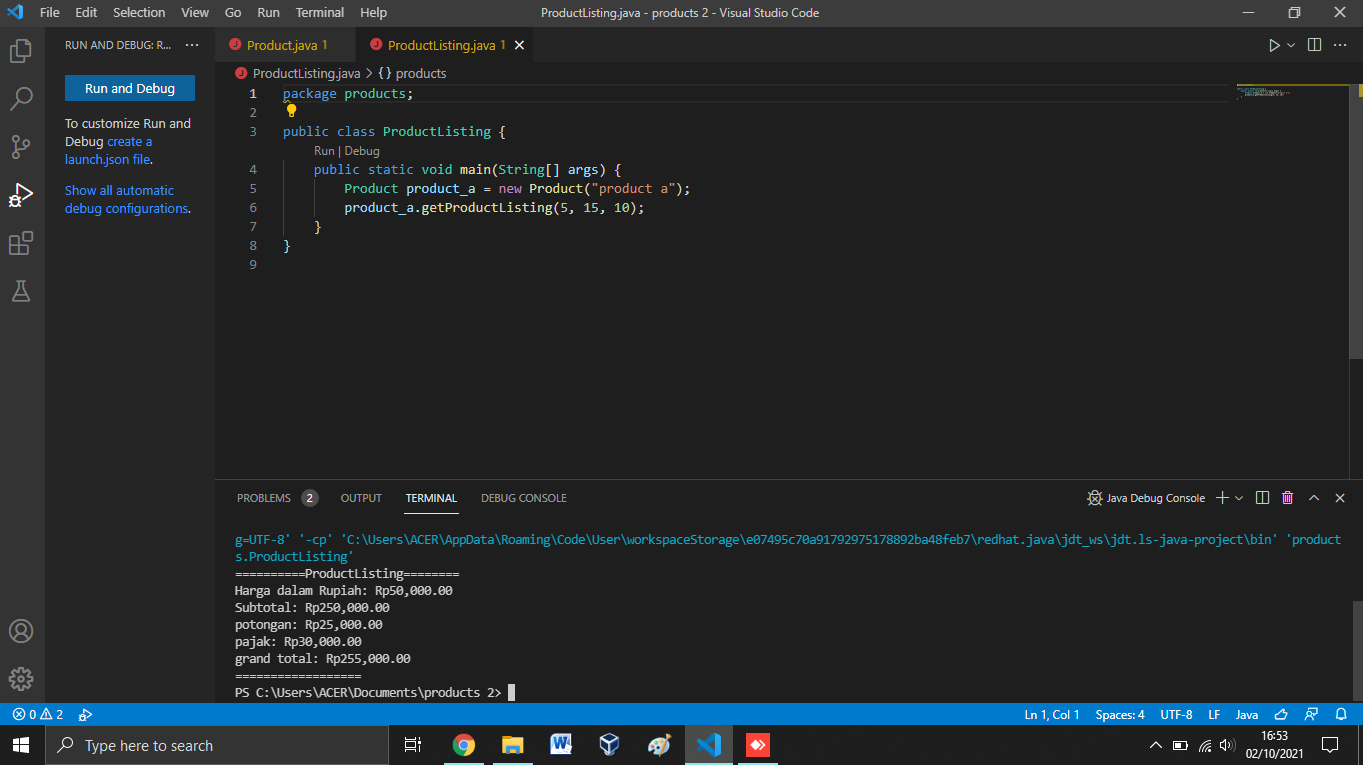 File Edit Selection View Go Run Terminal Help
ProductListing.java - products 2 - Visual Studio Code
RUN AND DEBUG: R... ···
Run and Debug
To customize Run and
Debug create a
launch.json file.
Show all automatic
debug configurations.
J Product.java 1
J ProductListing.java 1
J ProductListing.java > {} products
1 package products;
2
3 public class ProductListing {
Run | Debug
4 public static void main(String[] args) {
5 Product product_a = new Product("product a");
6 product_a.getProductListing(5, 15, 10);
7 }
8 }
9
PROBLEMS 2 OUTPUT TERMINAL DEBUG CONSOLE
Java Debug Console
g=UTF-8' '-cp' 'C:\Users\ACER\AppData\Roaming\Code\User\workspaceStorage\e07495c70a91792975178892ba48feb7\redhat.java\jdt_ws\jdt.ls-java-project\bin' 'product
s.ProductListing'
==========ProductListing========
Harga dalam Rupiah: Rp50,000.00
Subtotal: Rp250,000.00
potongan: Rp25,000.00
pajak: Rp30,000.00
grand total: Rp255,000.00
==================
PS C:\Users\ACER\Documents\products 2>
0 2
Ln 1, Col 1 Spaces: 4 UTF-8 LF Java
Type here to search
W
16:53
02/10/2021